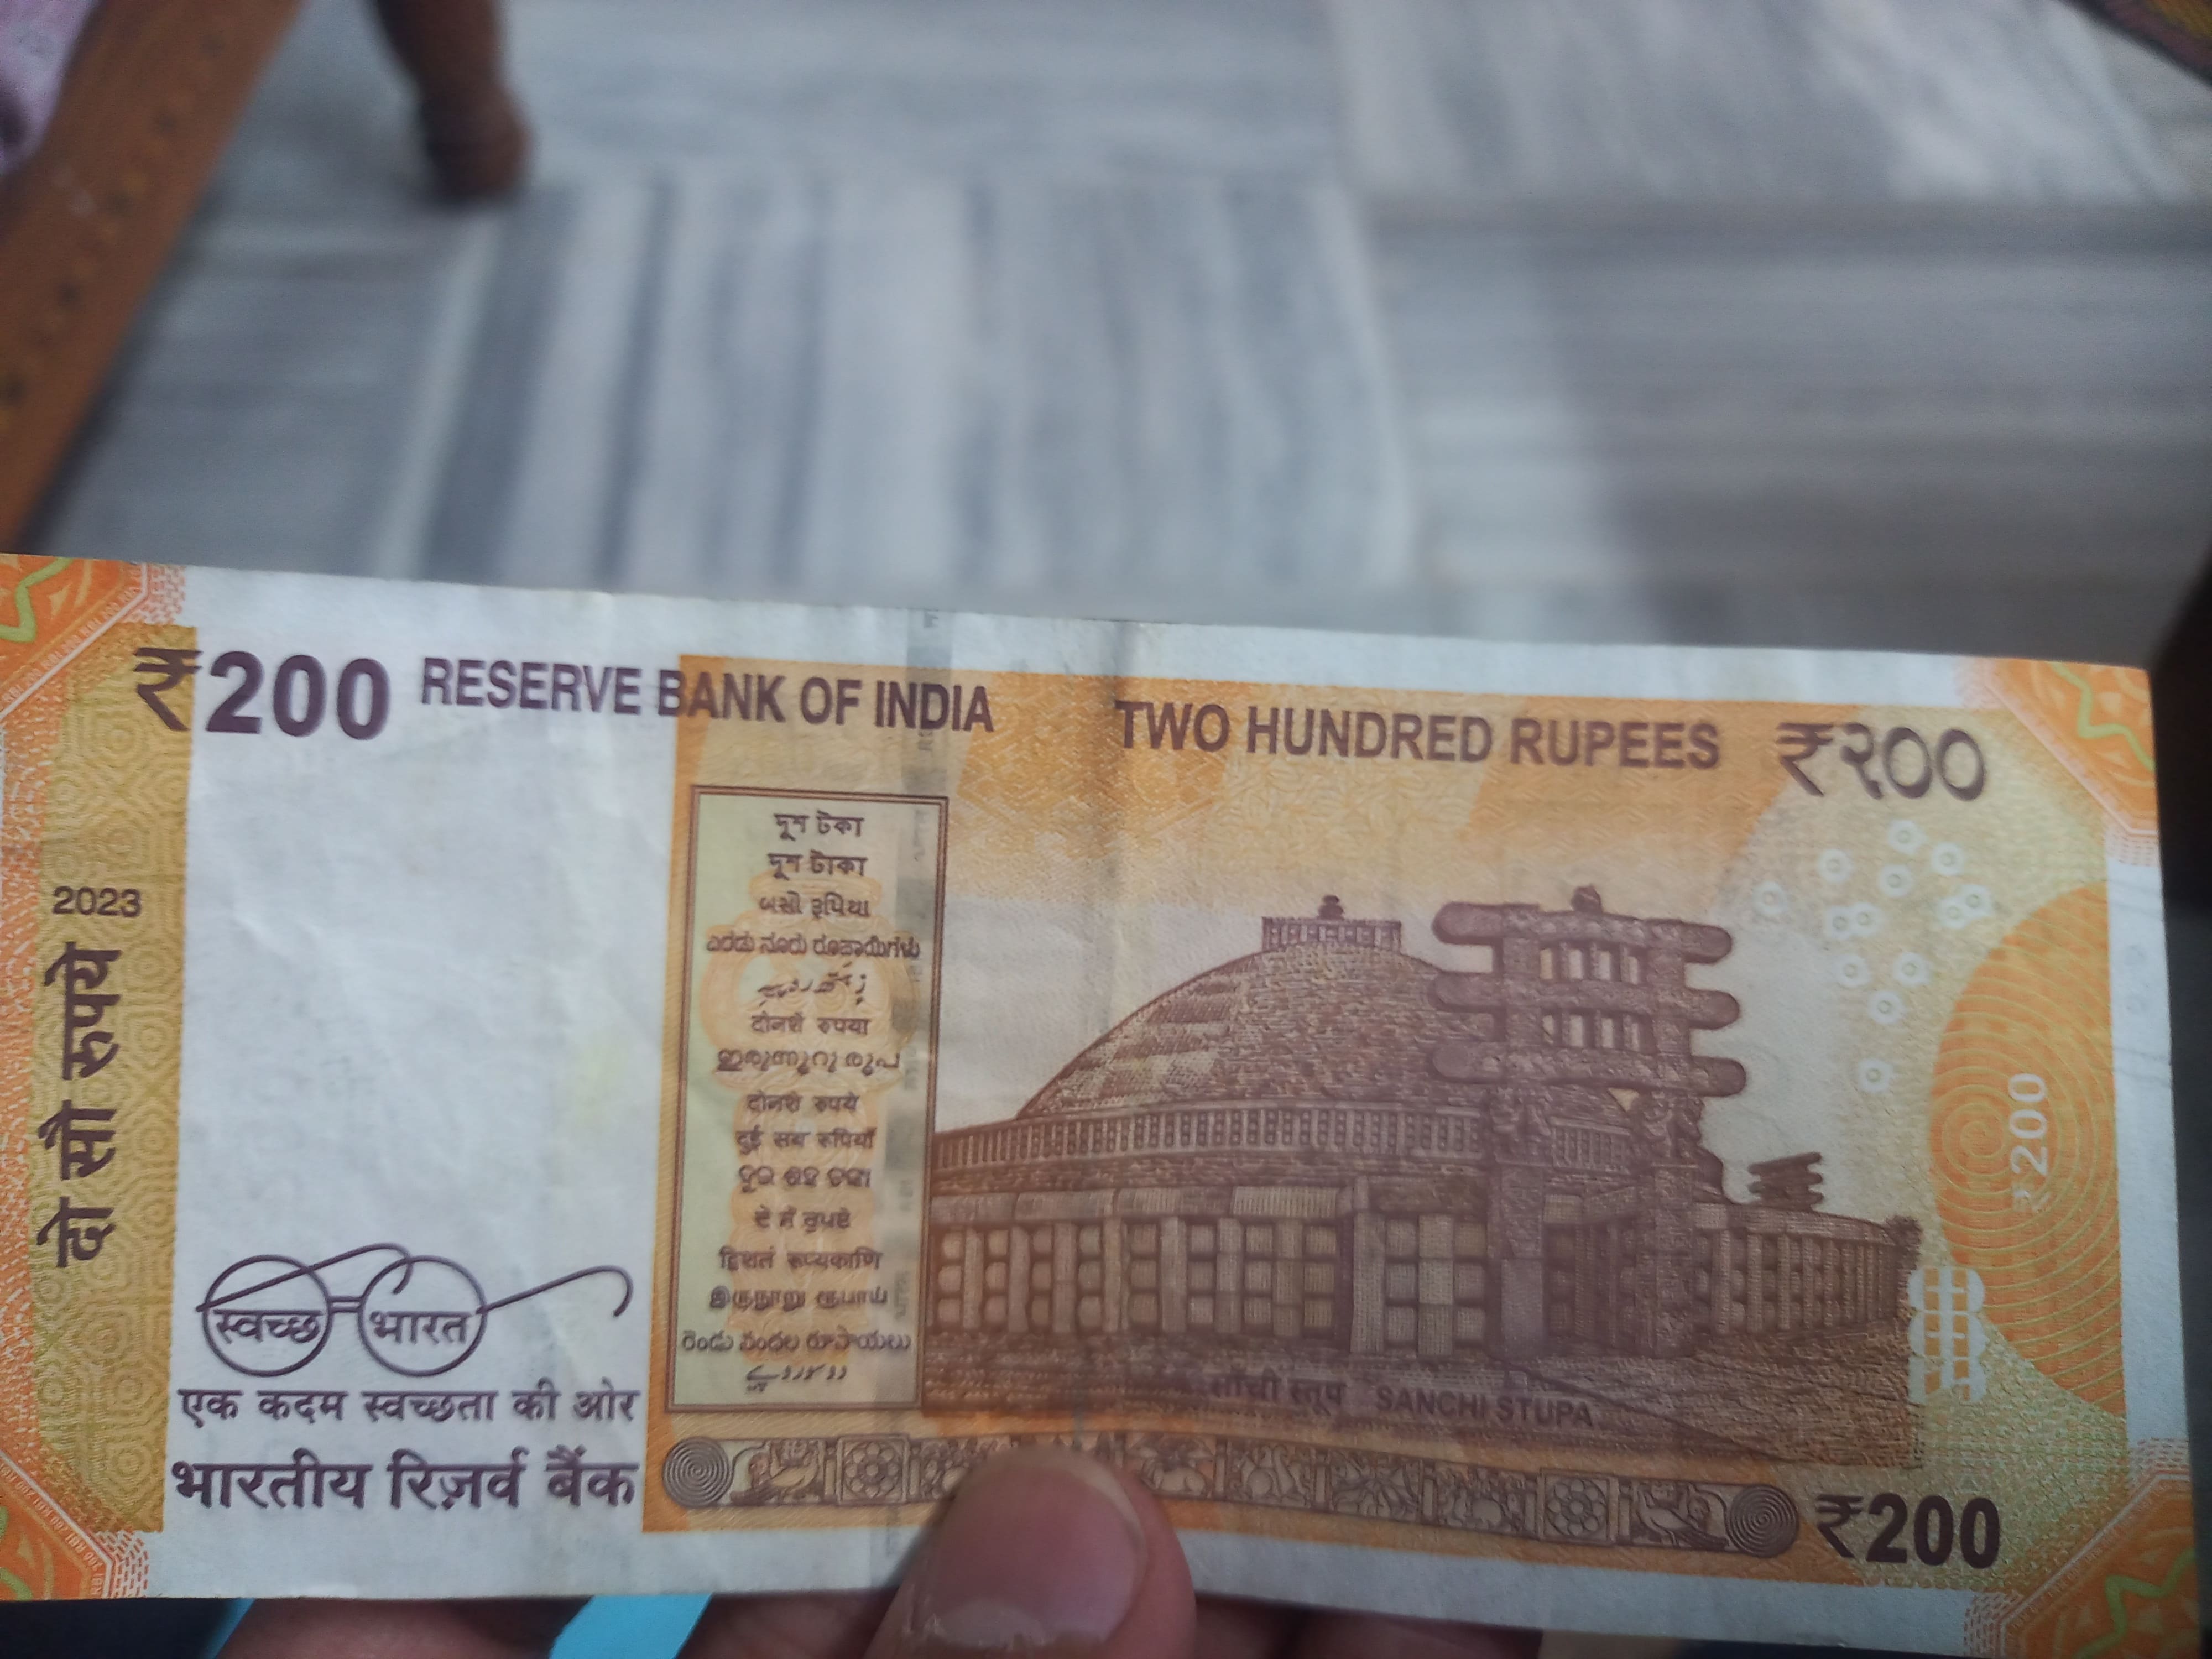 ₹200 RESERVE BANK OF INDIA TWO HUNDRED RUPEES ₹२००
2023
दो सौ रुपये
দুশ টকা
দুশ টাকা
બસો રૂપિયા
ಎರಡು ನೂರು ರೂಪಾಯಿಗಳು
दोनशें रुपया
ഇരുന്നൂറു രൂപ
दोनशे रुपये
दुई सय रुपियाँ
ଦୁଇ ଶହ ଟଙ୍କା
ਦੋ ਸੌ ਰੁਪਏ
द्विशतं रूप्यकाणि
இருநூறு ரூபாய்
రెండు వందల రూపాయలు
₹200
स्वच्छ भारत
एक कदम स्वच्छता की ओर
भारतीय रिज़र्व बैंक
साँची स्तूप SANCHI STUPA
₹200